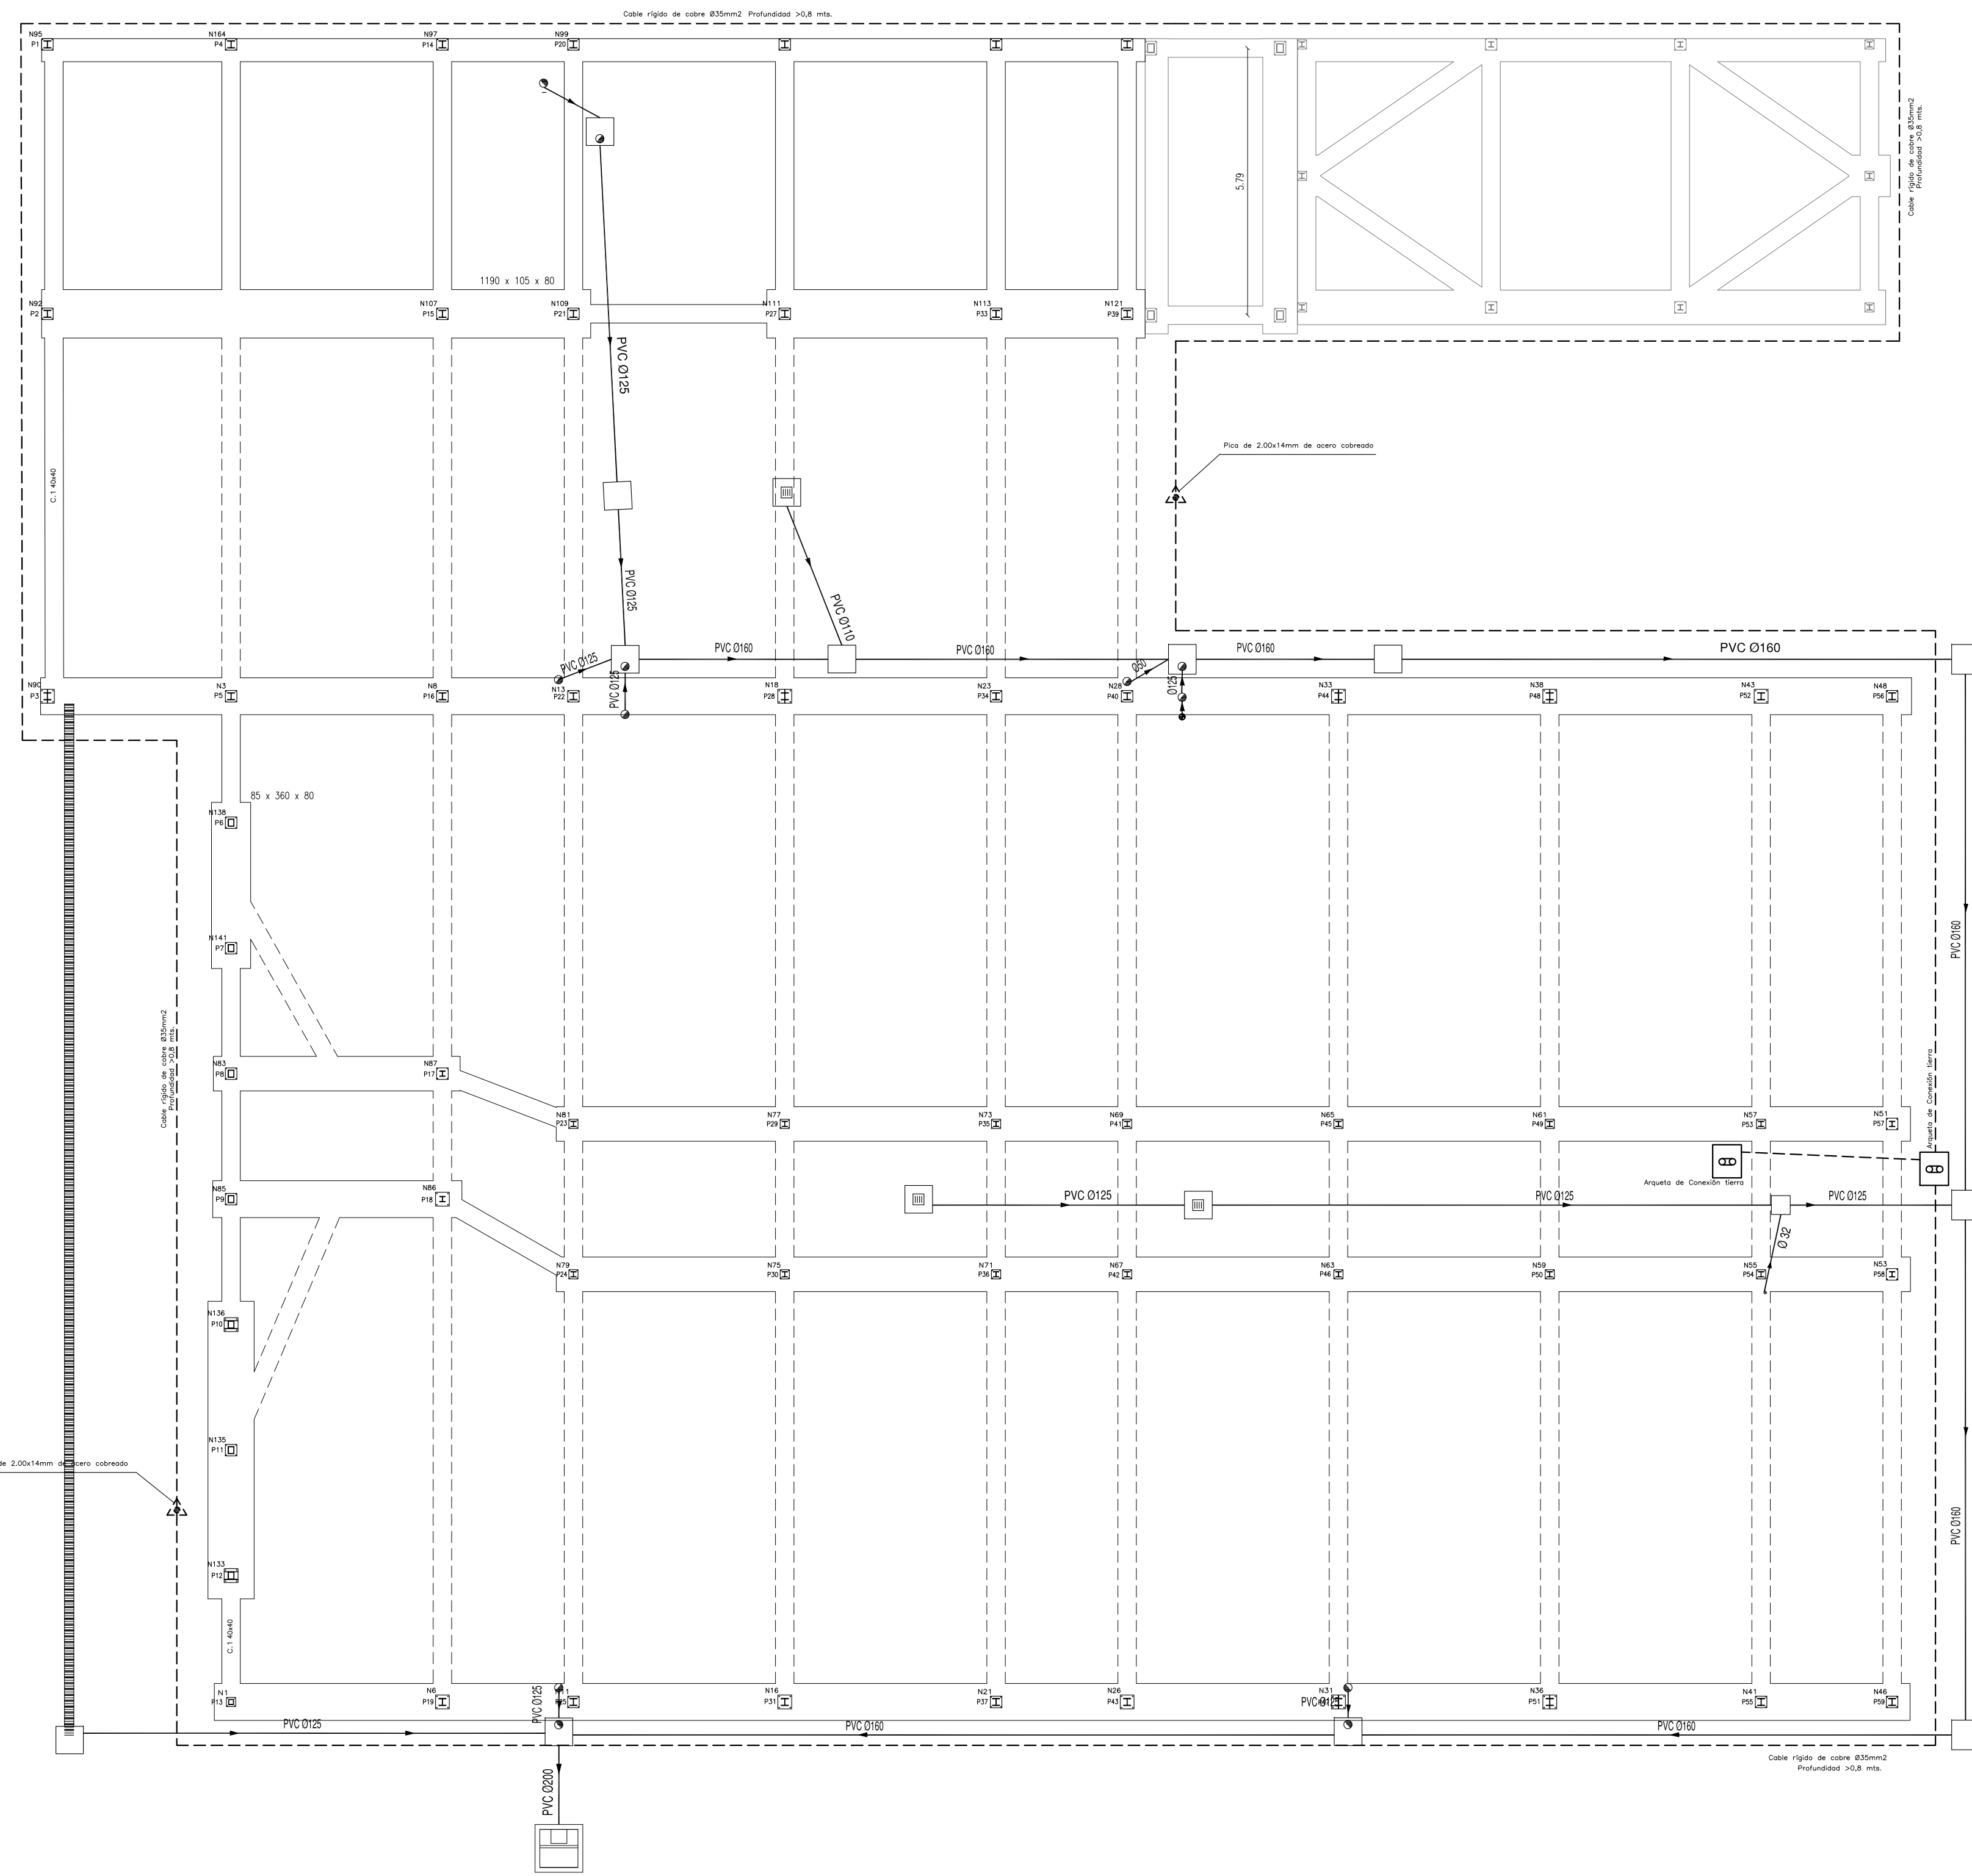 Cable rígido de cobre Ø35mm2 Profundidad >0,8 mts.
N95
P1
N164
P4
N97
P14
N99
P20
Cable rígido de cobre Ø35mm2
Profundidad >0,8 mts.
5.79
1190 x 105 x 80
N92
P2
N107
P15
N109
P21
N111
P27
N113
P33
N121
P39
PVC Ø125
C.1 40x40
Pica de 2.00x14mm de acero cobreado
PVC Ø125
PVC Ø110
PVC Ø125
PVC Ø160
PVC Ø160
PVC Ø160
PVC Ø160
Ø50
PVC Ø125
Ø125
N90
P3
N3
P5
N8
P16
N13
P22
N18
P28
N23
P34
N28
P40
N33
P44
N38
P48
N43
P52
N48
P56
85 x 360 x 80
N138
P6
N141
P7
PVC Ø160
Cable rígido de cobre Ø35mm2
Profundidad >0,8 mts.
N83
P8
N87
P17
N81
P23
N77
P29
N73
P35
N69
P41
N65
P45
N61
P49
N57
P53
N51
P57
Arqueta de Conexión tierra
Arqueta de Conexión tierra
N85
P9
N86
P18
PVC Ø125
PVC Ø125
PVC Ø125
Ø 32
N79
P24
N75
P30
N71
P36
N67
P42
N63
P46
N59
P50
N55
P54
N53
P58
N136
P10
N135
P11
de 2.00x14mm de acero cobreado
PVC Ø160
N133
P12
C.1 40x40
N1
P13
N6
P19
PVC Ø125
N16
P31
N21
P37
N26
P43
N31
PVC Ø125
N36
P51
N41
P55
N46
P59
PVC Ø125
PVC Ø160
PVC Ø160
Cable rígido de cobre Ø35mm2
Profundidad >0,8 mts.
PVC Ø200